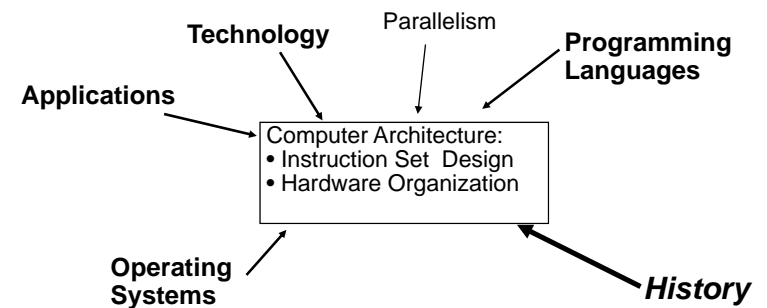 Parallelism
Technology
Programming
Languages
Applications
Computer Architecture:
• Instruction Set Design
• Hardware Organization
Operating
Systems
History